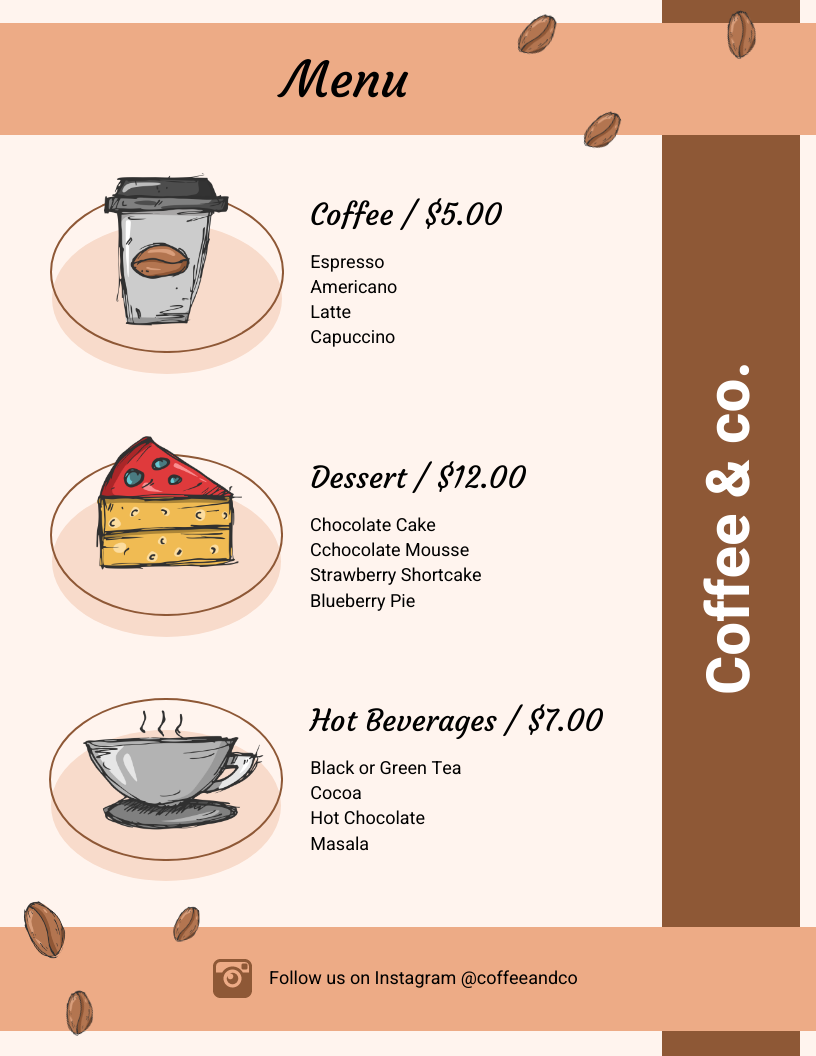 Menu
Coffee / $5.00
Espresso
Americano
Latte
Capuccino
Dessert / $12.00
Chocolate Cake
Cchocolate Mousse
Strawberry Shortcake
Blueberry Pie
Hot Beverages / $7.00
Black or Green Tea
Cocoa
Hot Chocolate
Masala
Coffee & co.
Follow us on Instagram @coffeeandco